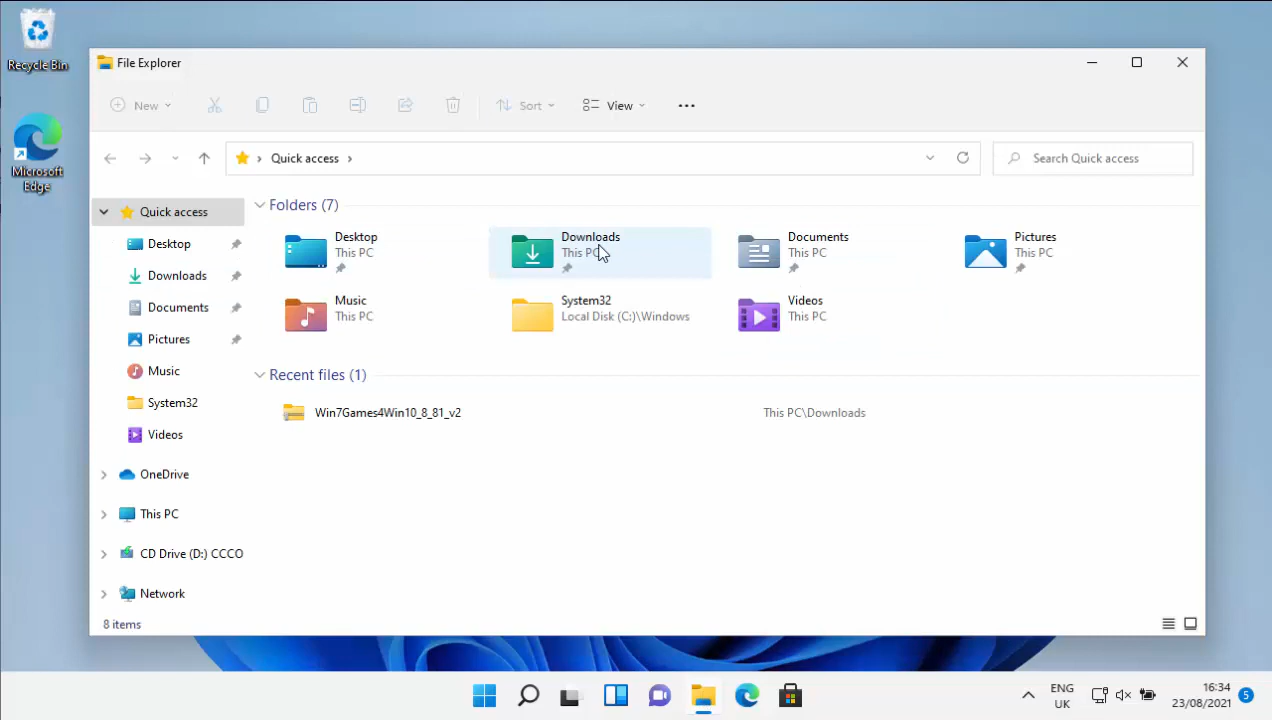 Recycle Bin
Microsoft
Edge
File Explorer
New
Sort
View
Quick access
Search Quick access
Quick access
Desktop
Downloads
Documents
Pictures
Music
System32
Videos
OneDrive
This PC
CD Drive (D:) CCCO
Network
Folders (7)
Desktop
This PC
Downloads
This PC
Documents
This PC
Pictures
This PC
Music
This PC
System32
Local Disk (C:)\Windows
Videos
This PC
Recent files (1)
Win7Games4Win10_8_81_v2 This PC\Downloads
8 items
ENG
UK
16:34
23/08/2021
5